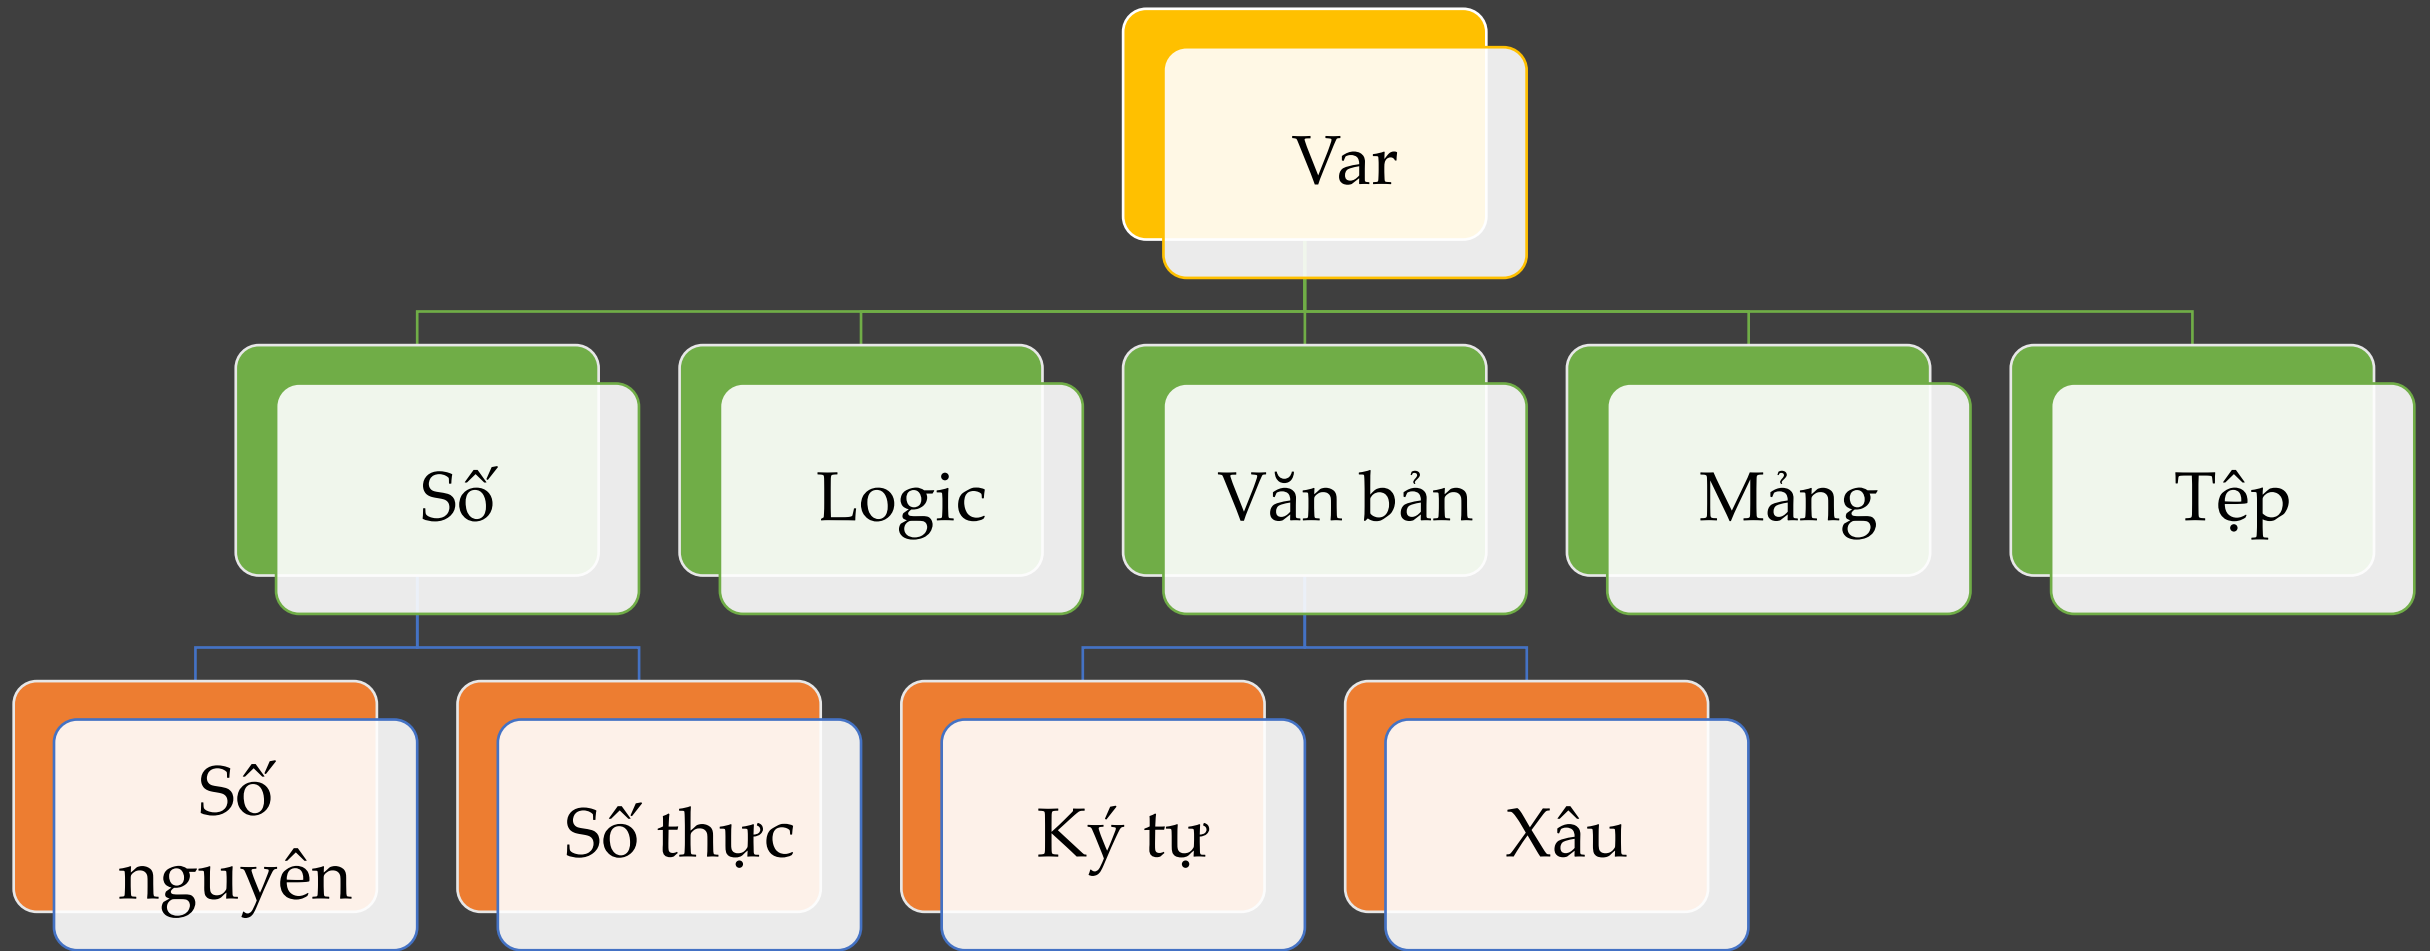 Var
Số
Logic
Văn bản
Mảng
Tệp
Số
nguyên
Số thực
Ký tự
Xâu